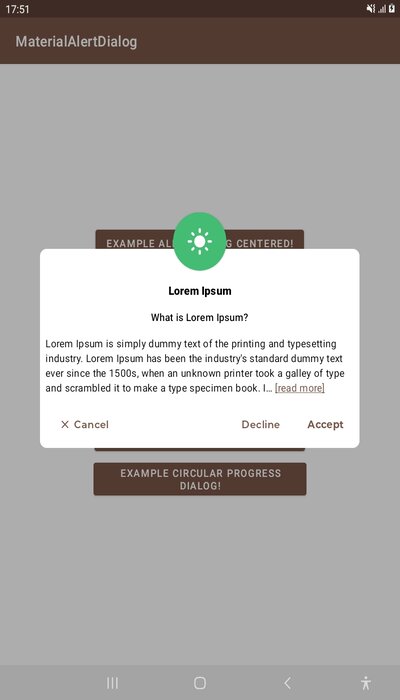 17:51
MaterialAlertDialog
EXAMPLE AL G CENTERED!
Lorem Ipsum
What is Lorem Ipsum?
Lorem Ipsum is simply dummy text of the printing and typesetting
industry. Lorem Ipsum has been the industry's standard dummy text
ever since the 1500s, when an unknown printer took a galley of type
and scrambled it to make a type specimen book. I... [read more]
Cancel Decline Accept
EXAMPLE CIRCULAR PROGRESS
DIALOG!